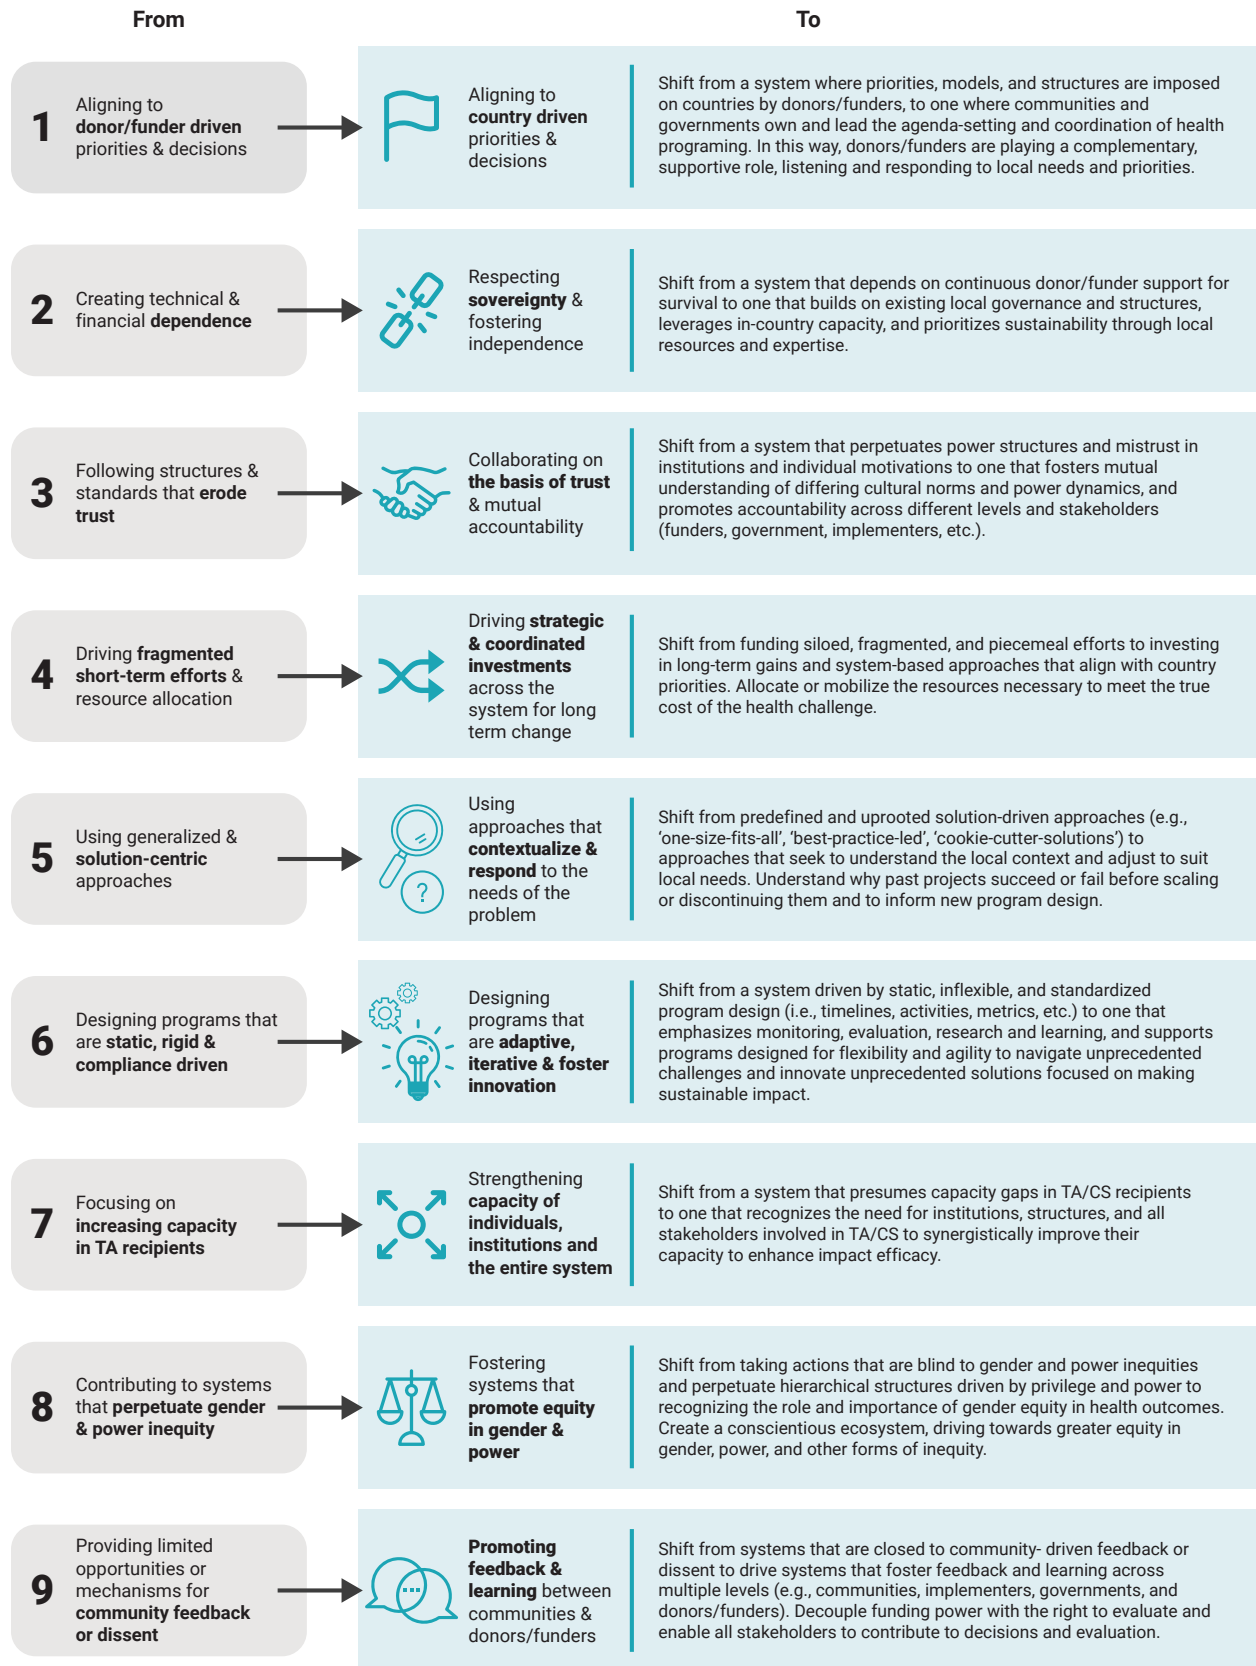 From
To
1
Aligning to
donor/funder driven
priorities & decisions
Aligning to
country driven
priorities &
decisions
Shift from a system where priorities, models, and structures are imposed
on countries by donors/funders, to one where communities and
governments own and lead the agenda-setting and coordination of health
programing. In this way, donors/funders are playing a complementary,
supportive role, listening and responding to local needs and priorities.
2
Creating technical &
financial dependence
Respecting
sovereignty &
fostering
independence
Shift from a system that depends on continuous donor/funder support for
survival to one that builds on existing local governance and structures,
leverages in-country capacity, and prioritizes sustainability through local
resources and expertise.
3
Following structures &
standards that erode
trust
Collaborating on
the basis of trust
& mutual
accountability
Shift from a system that perpetuates power structures and mistrust in
institutions and individual motivations to one that fosters mutual
understanding of differing cultural norms and power dynamics, and
promotes accountability across different levels and stakeholders
(funders, government, implementers, etc.).
4
Driving fragmented
short-term efforts &
resource allocation
Driving strategic
& coordinated
investments
across the
system for long
term change
Shift from funding siloed, fragmented, and piecemeal efforts to investing
in long-term gains and system-based approaches that align with country
priorities. Allocate or mobilize the resources necessary to meet the true
cost of the health challenge.
5
Using generalized &
solution-centric
approaches
?
Using
approaches that
contextualize &
respond to the
needs of the
problem
Shift from predefined and uprooted solution-driven approaches (e.g.,
‘one-size-fits-all’, ‘best-practice-led’, ‘cookie-cutter-solutions’) to
approaches that seek to understand the local context and adjust to suit
local needs. Understand why past projects succeed or fail before scaling
or discontinuing them and to inform new program design.
6
Designing programs that
are static, rigid &
compliance driven
Designing
programs that
are adaptive,
iterative & foster
innovation
Shift from a system driven by static, inflexible, and standardized
program design (i.e., timelines, activities, metrics, etc.) to one that
emphasizes monitoring, evaluation, research and learning, and supports
programs designed for flexibility and agility to navigate unprecedented
challenges and innovate unprecedented solutions focused on making
sustainable impact.
7
Focusing on
increasing capacity
in TA recipients
Strengthening
capacity of
individuals,
institutions and
the entire system
Shift from a system that presumes capacity gaps in TA/CS recipients
to one that recognizes the need for institutions, structures, and all
stakeholders involved in TA/CS to synergistically improve their
capacity to enhance impact efficacy.
8
Contributing to systems
that perpetuate gender
& power inequity
Fostering
systems that
promote equity
in gender &
power
Shift from taking actions that are blind to gender and power inequities
and perpetuate hierarchical structures driven by privilege and power to
recognizing the role and importance of gender equity in health outcomes.
Create a conscientious ecosystem, driving towards greater equity in
gender, power, and other forms of inequity.
9
Providing limited
opportunities or
mechanisms for
community feedback
or dissent
Promoting
feedback &
learning between
communities &
donors/funders
Shift from systems that are closed to community- driven feedback or
dissent to drive systems that foster feedback and learning across
multiple levels (e.g., communities, implementers, governments, and
donors/funders). Decouple funding power with the right to evaluate and
enable all stakeholders to contribute to decisions and evaluation.